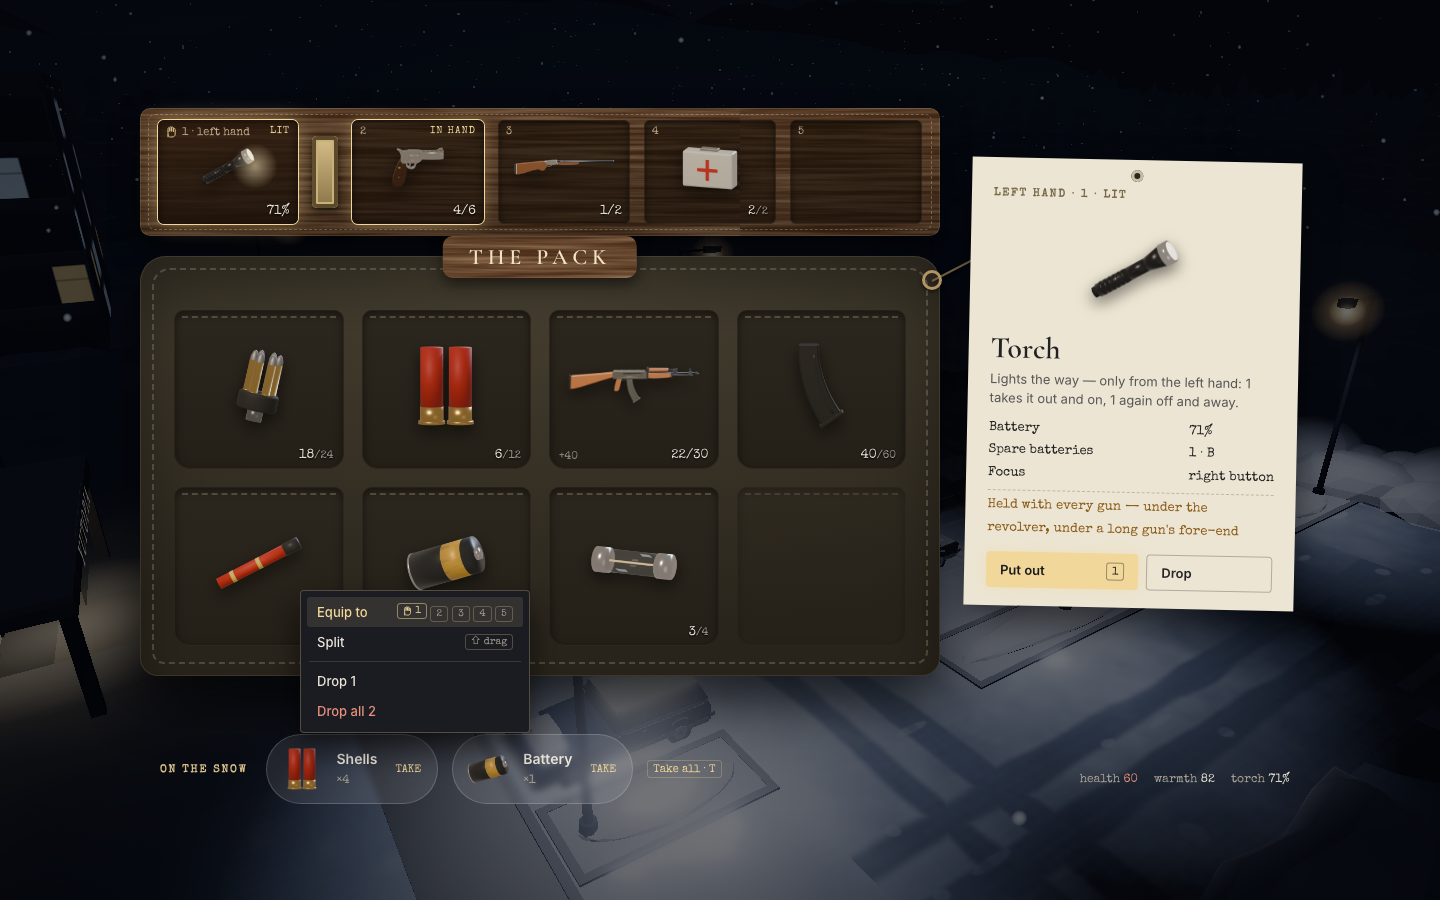 1 · left hand LIT
71%
2 IN HAND
4/6
3
1/2
4
2/2
5
THE PACK
18/24
6/12
+40 22/30
40/60
3/4
Equip to 1 2 3 4 5
Split ⇧ drag
Drop 1
Drop all 2
ON THE SNOW
Shells
×4
TAKE
Battery
×1
TAKE
Take all · T
LEFT HAND · 1 · LIT
Torch
Lights the way — only from the left hand: 1
takes it out and on, 1 again off and away.
Battery 71%
Spare batteries 1 · B
Focus right button
Held with every gun — under the
revolver, under a long gun's fore-end
Put out 1
Drop
health 60 warmth 82 torch 71%